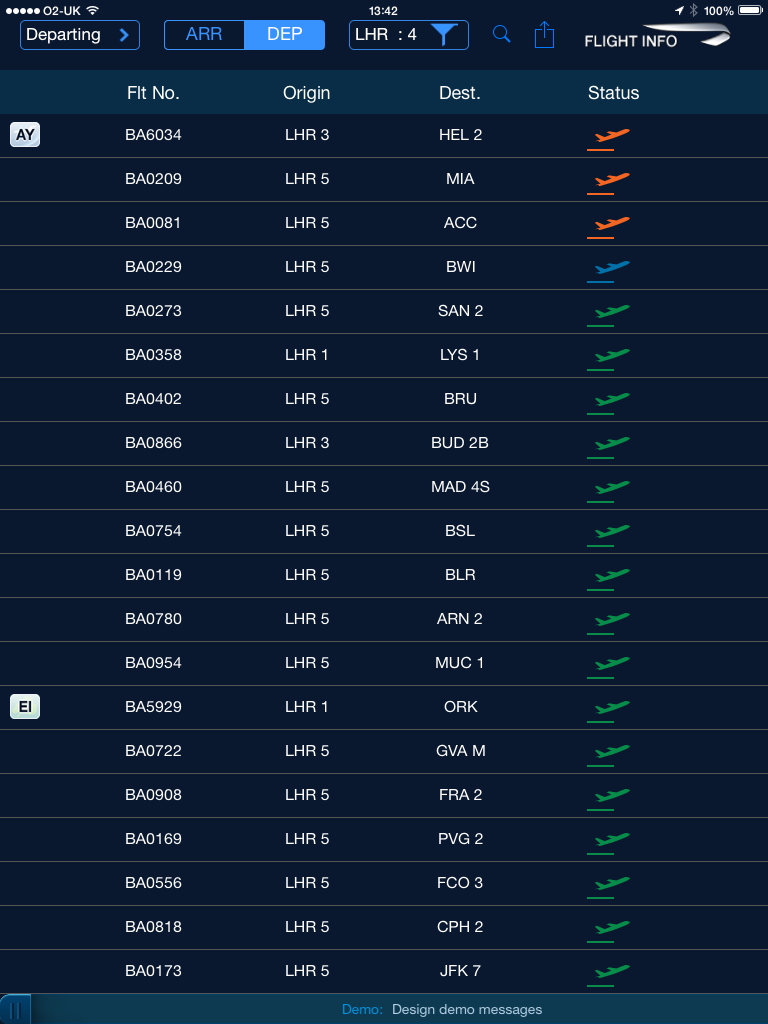 O2-UK 13:42 100%
Departing ARR DEP LHR : 4 FLIGHT INFO
Flt No. Origin Dest. Status
AY BA6034 LHR 3 HEL 2
BA0209 LHR 5 MIA
BA0081 LHR 5 ACC
BA0229 LHR 5 BWI
BA0273 LHR 5 SAN 2
BA0358 LHR 1 LYS 1
BA0402 LHR 5 BRU
BA0866 LHR 3 BUD 2B
BA0460 LHR 5 MAD 4S
BA0754 LHR 5 BSL
BA0119 LHR 5 BLR
BA0780 LHR 5 ARN 2
BA0954 LHR 5 MUC 1
EI BA5929 LHR 1 ORK
BA0722 LHR 5 GVA M
BA0908 LHR 5 FRA 2
BA0169 LHR 5 PVG 2
BA0556 LHR 5 FCO 3
BA0818 LHR 5 CPH 2
BA0173 LHR 5 JFK 7
Demo: Design demo messages